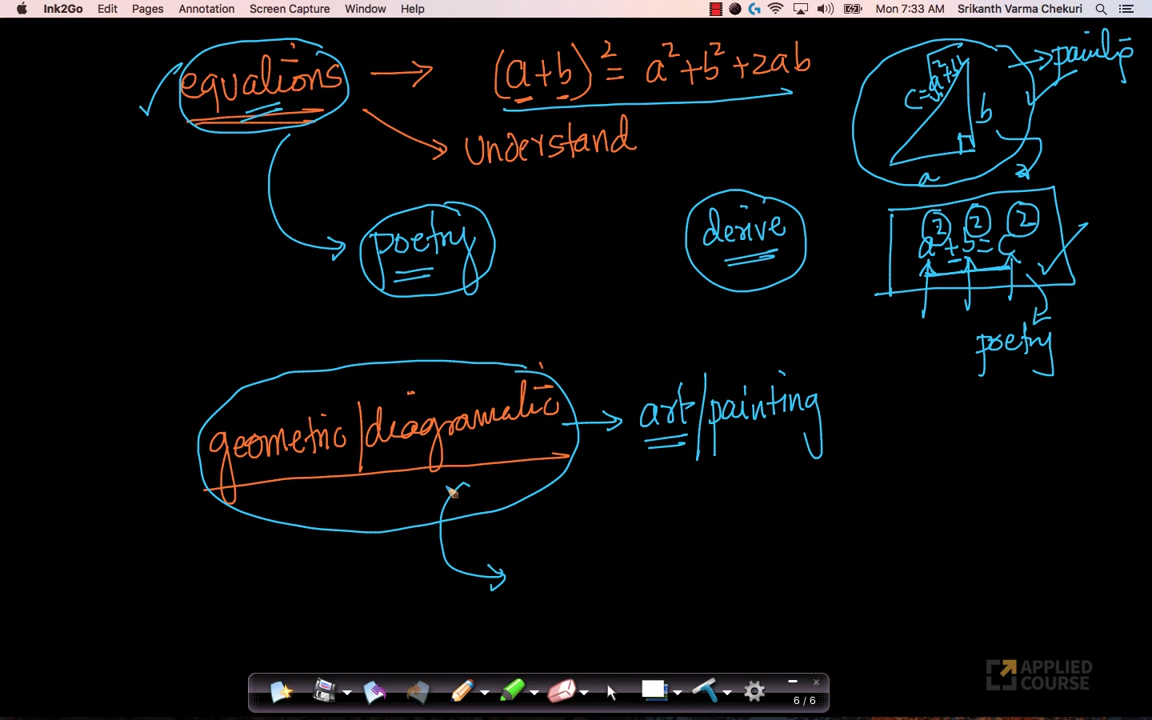 Ink2Go File Edit Pages Annotation Screen Capture Window Help Mon 7:33 AM Srikanth Varma Chekuri
equations → (a+b)² = a²+b²+2ab
understand
poetry
derive
b
a
a² + b² = c²
poetry
geometric/diagramatic → art/painting
APPLIED
COURSE
6 / 6